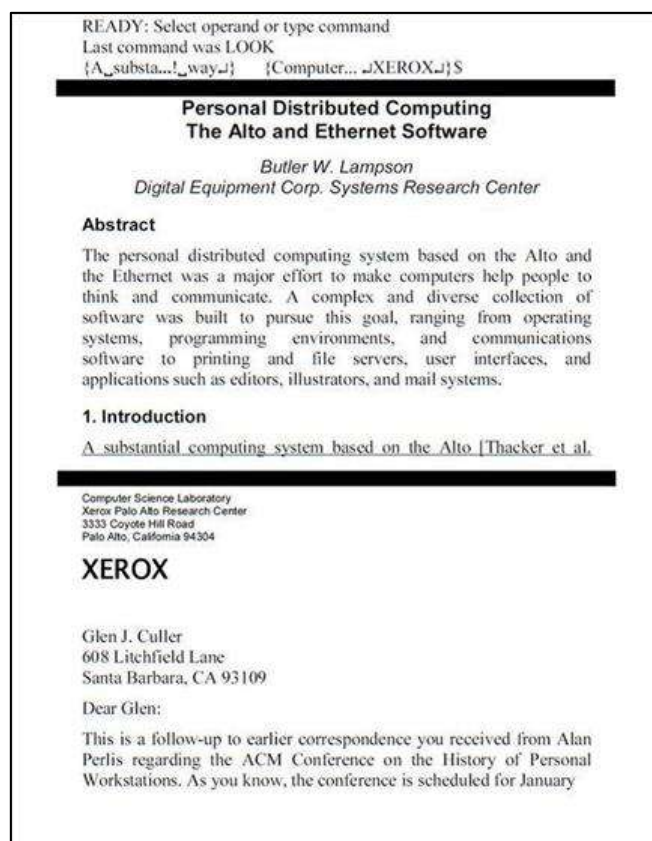 READY: Select operand or type command
Last command was LOOK
{A␣substa...!␣way↵} {Computer... ↵XEROX↵}S
Personal Distributed Computing
The Alto and Ethernet Software
Butler W. Lampson
Digital Equipment Corp. Systems Research Center
Abstract
The personal distributed computing system based on the Alto and
the Ethernet was a major effort to make computers help people to
think and communicate. A complex and diverse collection of
software was built to pursue this goal, ranging from operating
systems, programming environments, and communications
software to printing and file servers, user interfaces, and
applications such as editors, illustrators, and mail systems.
1. Introduction
A substantial computing system based on the Alto [Thacker et al.
Computer Science Laboratory
Xerox Palo Alto Research Center
3333 Coyote Hill Road
Palo Alto, California 94304
XEROX
Glen J. Culler
608 Litchfield Lane
Santa Barbara, CA 93109
Dear Glen:
This is a follow-up to earlier correspondence you received from Alan
Perlis regarding the ACM Conference on the History of Personal
Workstations. As you know, the conference is scheduled for January